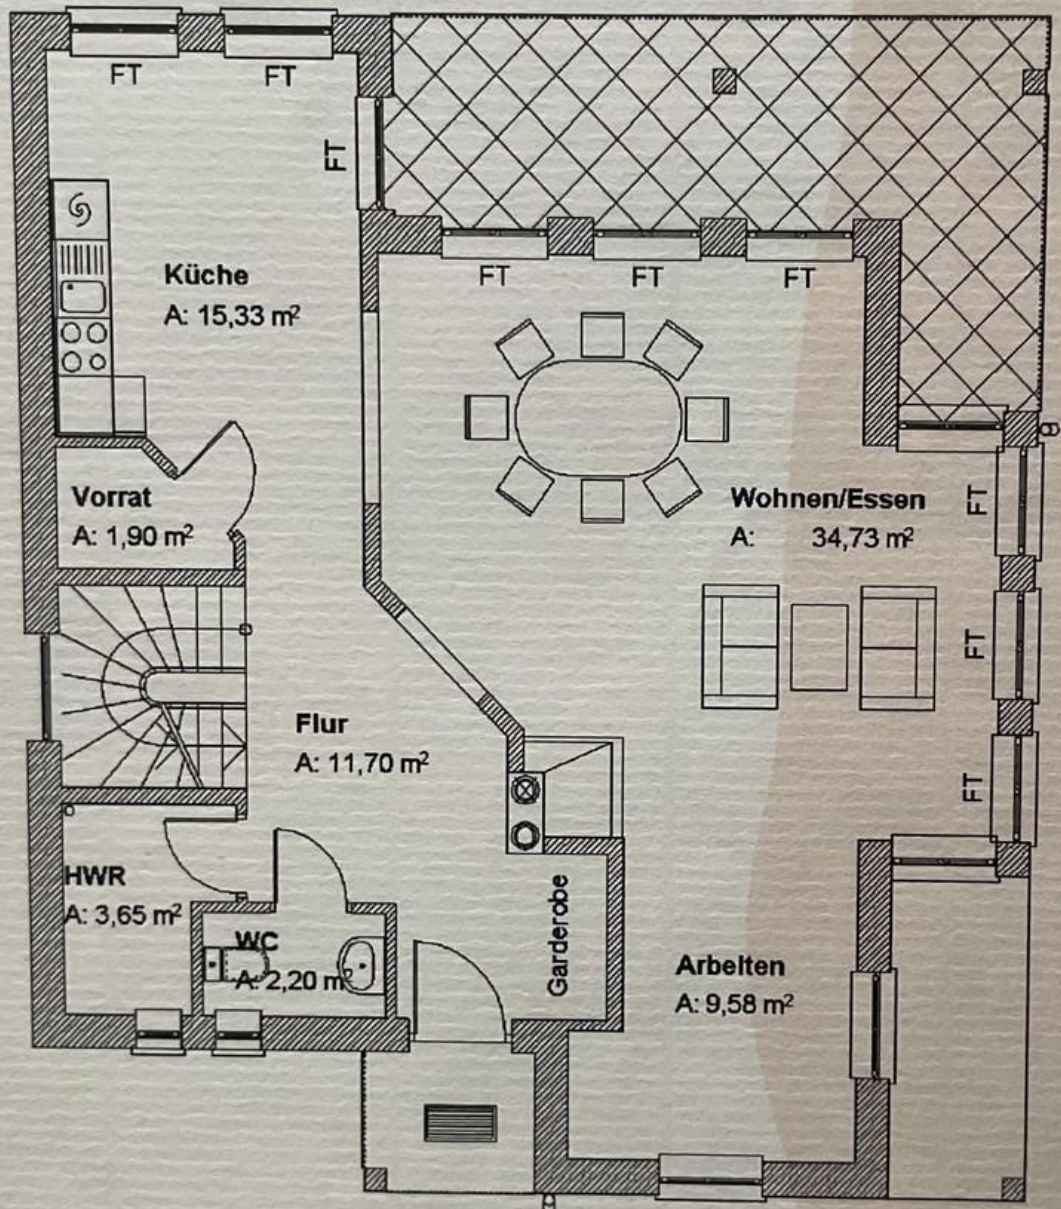 FT
FT
FT
FT
FT
FT
Küche
A: 15,33 m²
Vorrat
A: 1,90 m²
Wohnen/Essen
A: 34,73 m²
FT
FT
FT
Flur
A: 11,70 m²
HWR
A: 3,65 m²
WC
A: 2,20 m²
Garderobe
Arbeiten
A: 9,58 m²